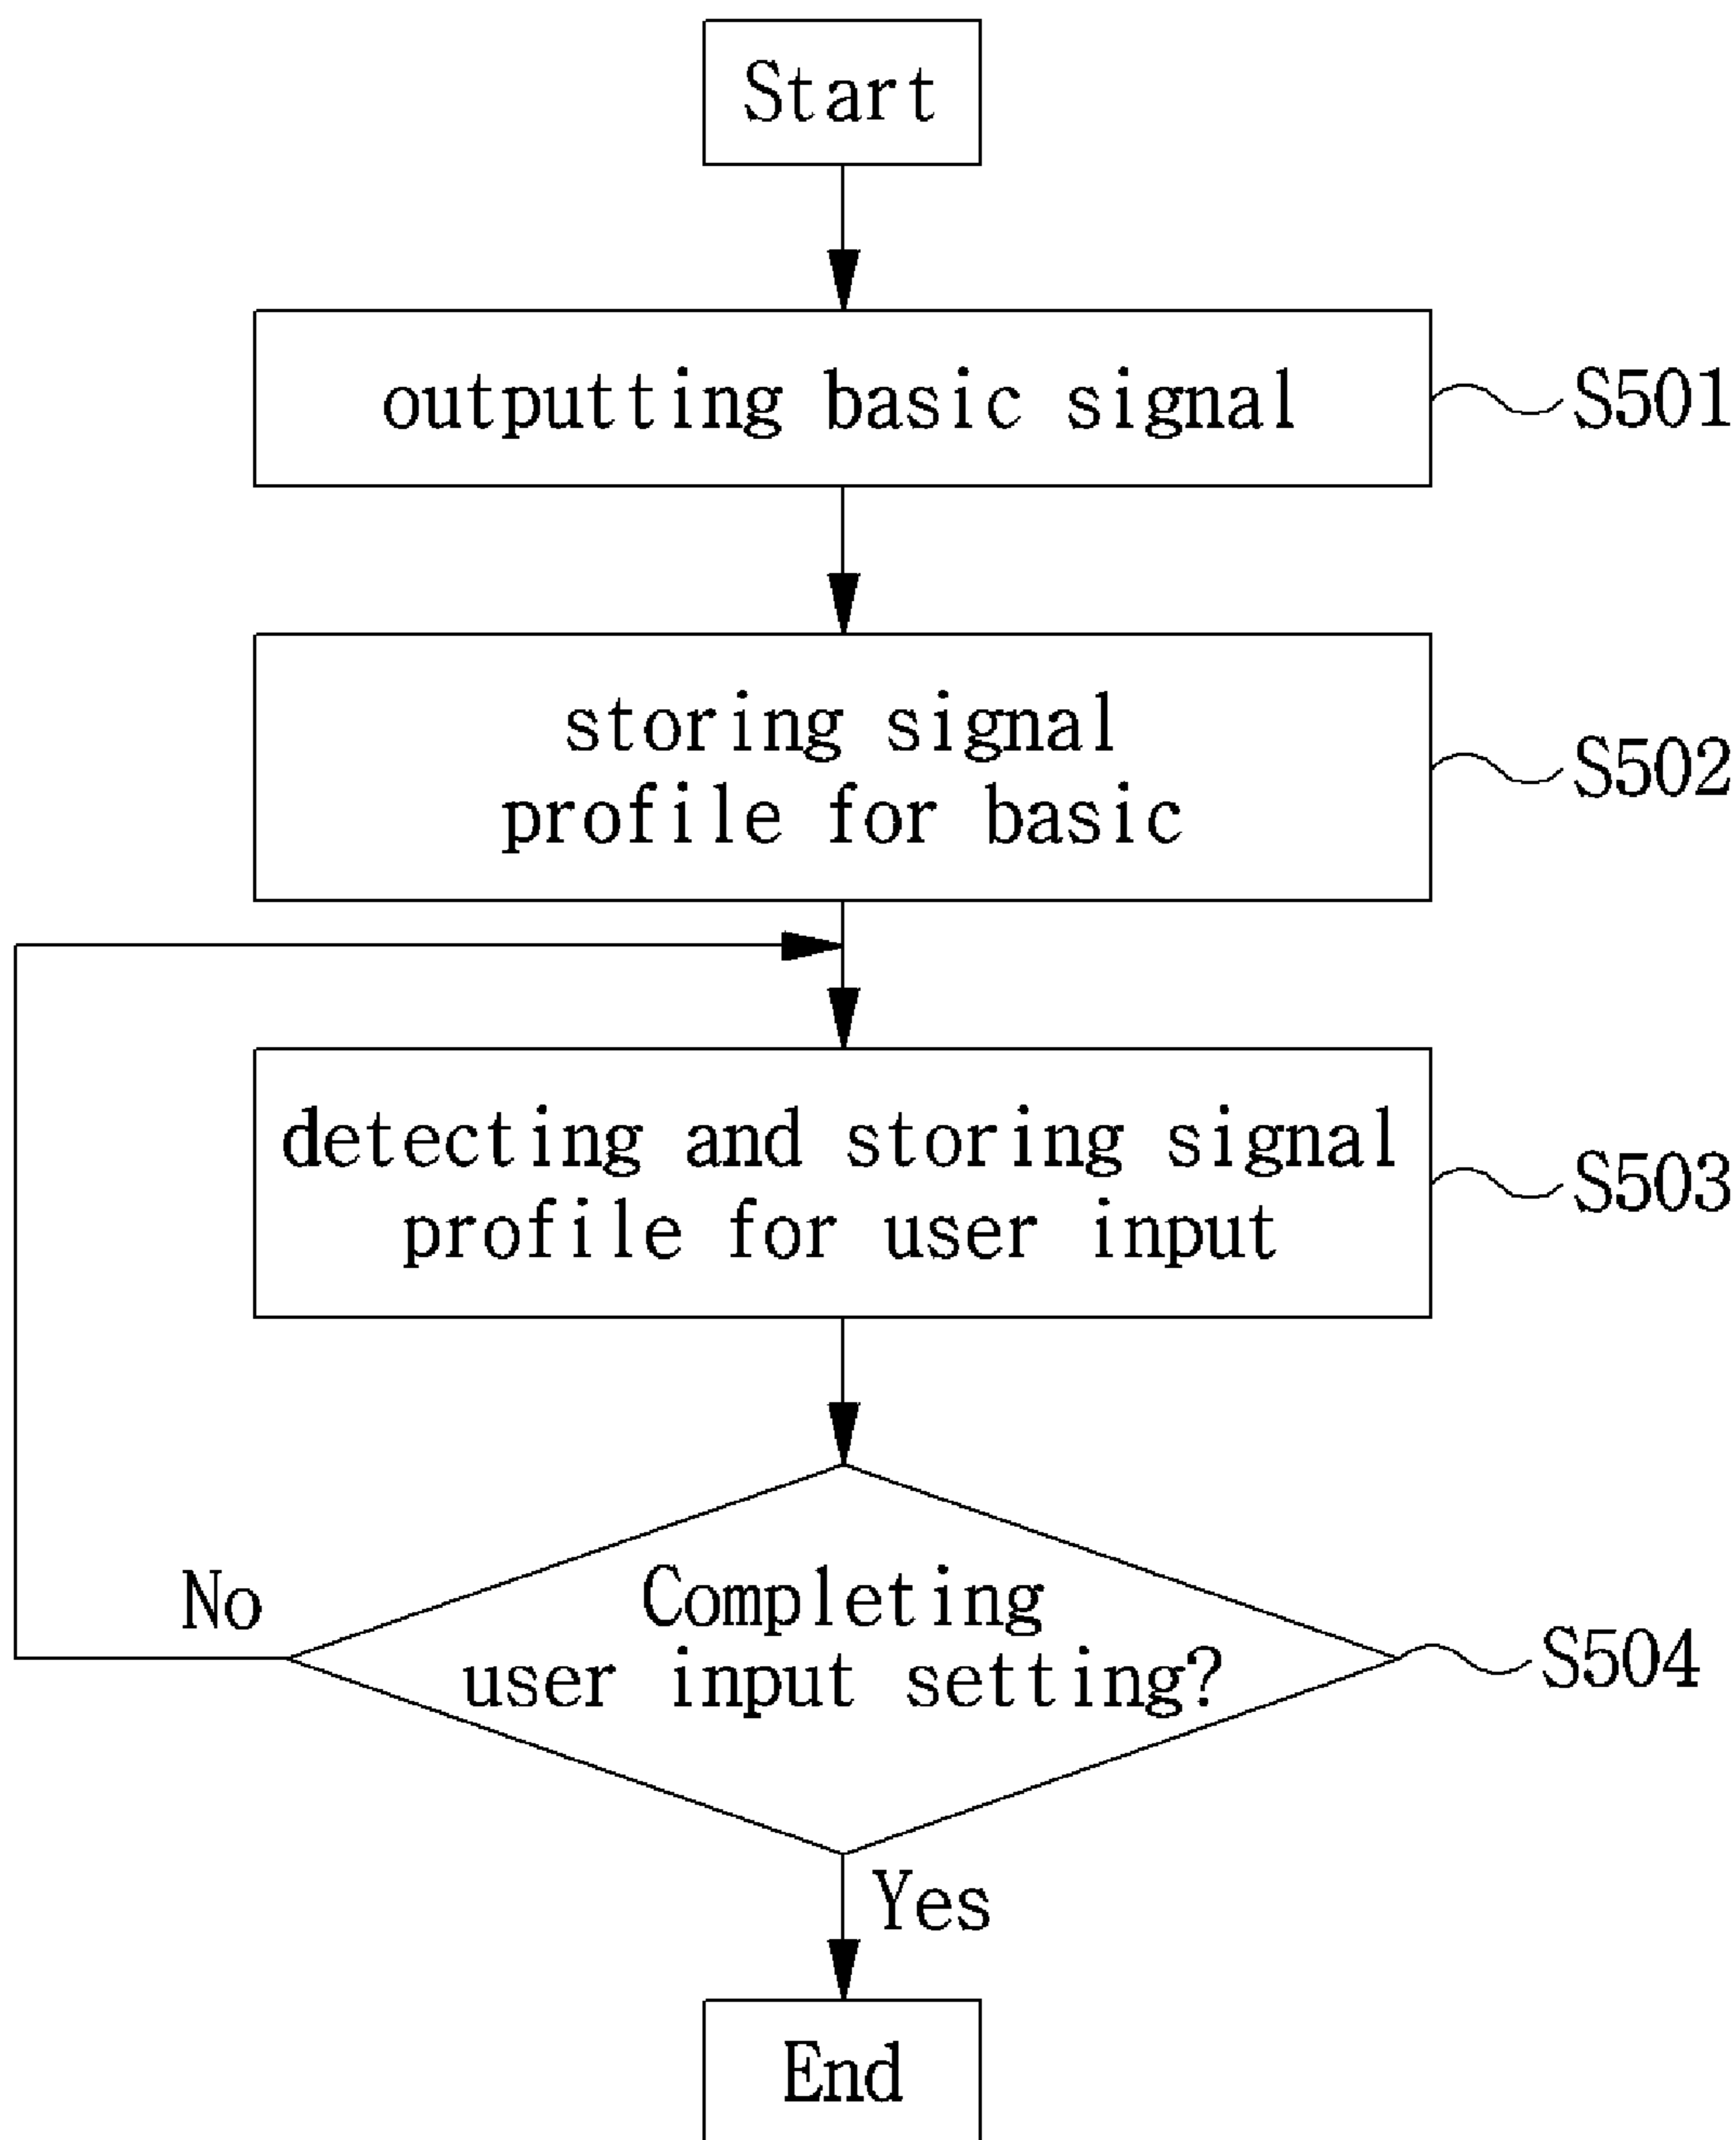 Start
outputting basic signal
S501
storing signal
profile for basic
S502
detecting and storing signal
profile for user input
S503
Completing
user input setting?
S504
No
Yes
End